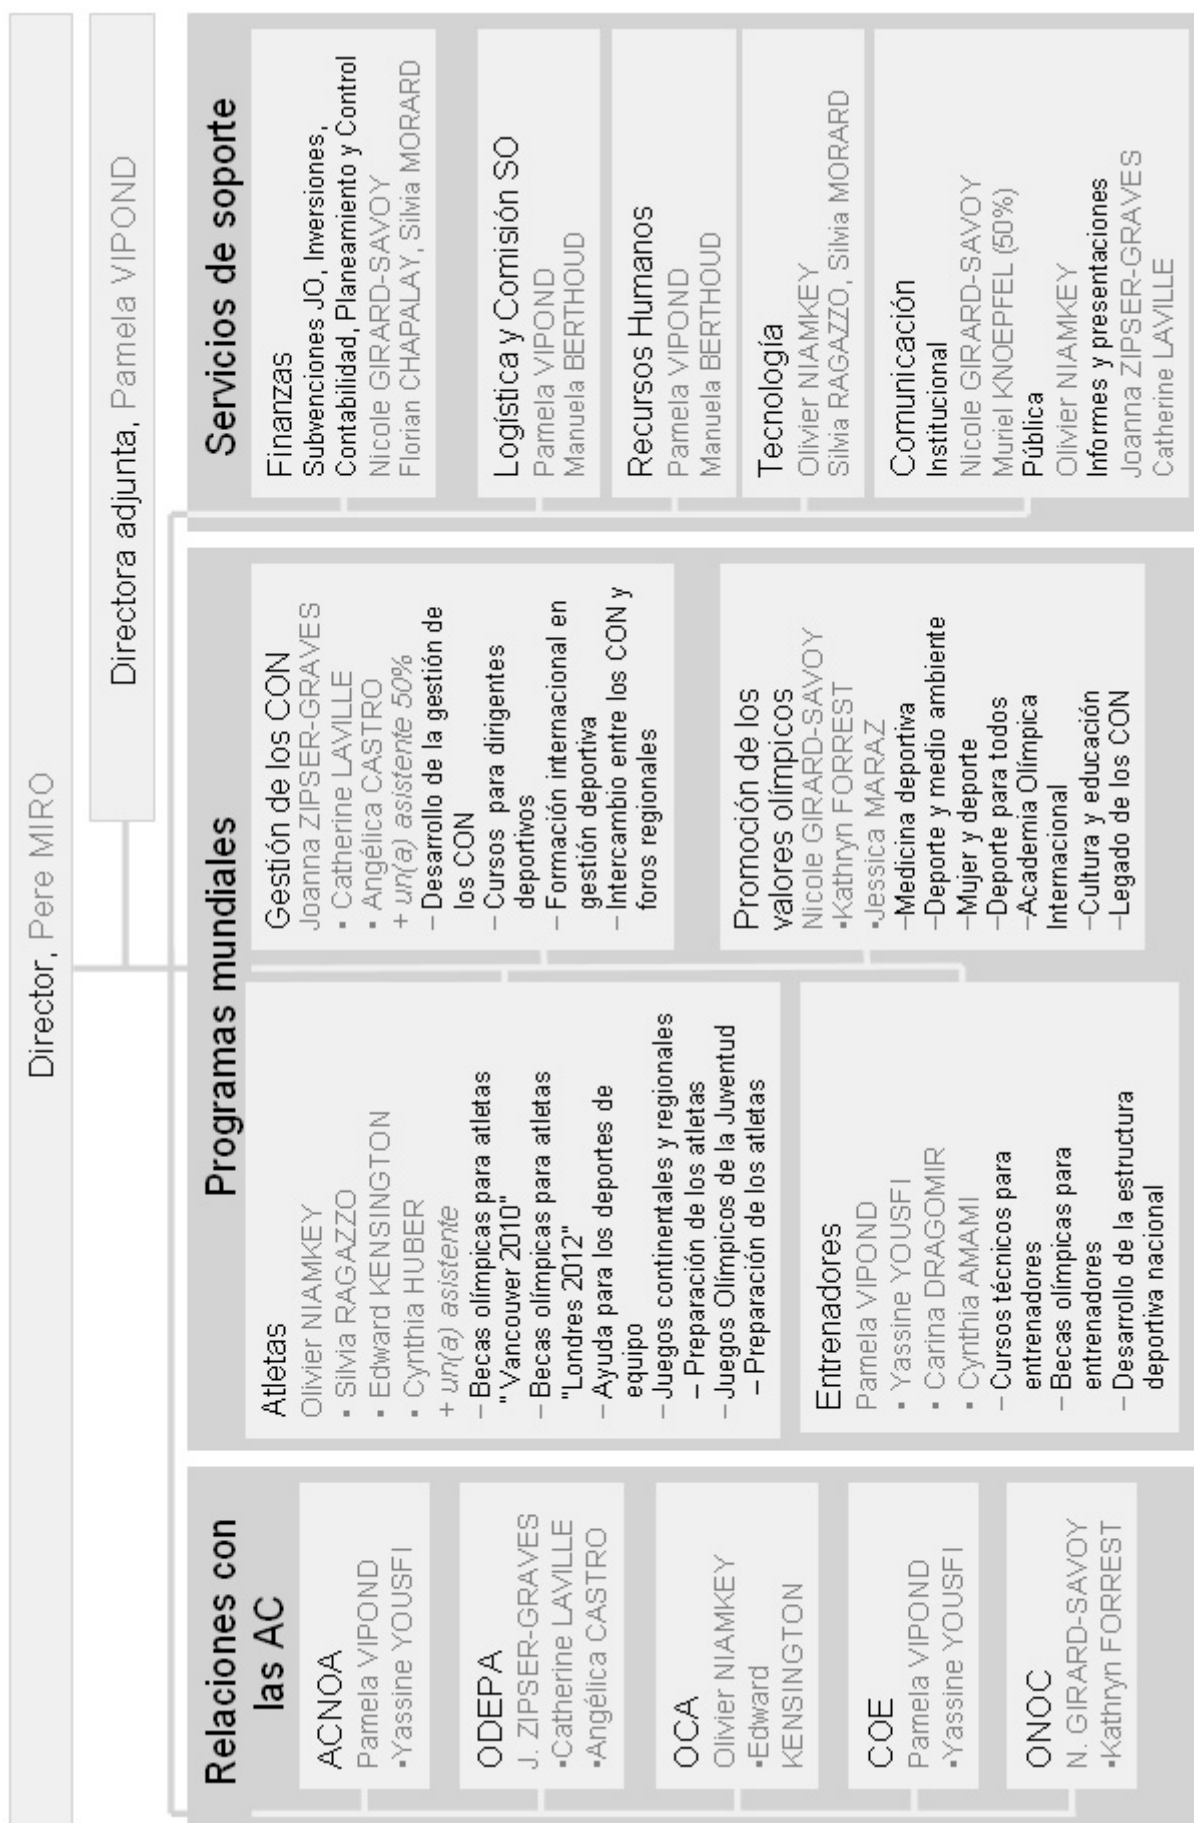 Director, Pere MIRO
Directora adjunta, Pamela VIPOND
Relaciones con
las AC
ACNOA
Pamela VIPOND
▪Yassine YOUSFI
ODEPA
J. ZIPSER-GRAVES
▪Catherine LAVILLE
▪Angélica CASTRO
OCA
Olivier NIAMKEY
▪Edward
KENSINGTON
COE
Pamela VIPOND
▪Yassine YOUSFI
ONOC
N. GIRARD-SAVOY
▪Kathryn FORREST
Programas mundiales
Atletas
Olivier NIAMKEY
▪ Silvia RAGAZZO
▪ Edward KENSINGTON
▪ Cynthia HUBER
+ un(a) asistente
– Becas olímpicas para atletas
"Vancouver 2010"
– Becas olímpicas para atletas
"Londres 2012"
– Ayuda para los deportes de
equipo
– Juegos continentales y regionales
– Preparación de los atletas
– Juegos Olímpicos de la Juventud
– Preparación de los atletas
Entrenadores
Pamela VIPOND
▪ Yassine YOUSFI
▪ Carina DRAGOMIR
▪ Cynthia AMAMI
– Cursos técnicos para
entrenadores
– Becas olímpicas para
entrenadores
– Desarrollo de la estructura
deportiva nacional
Gestión de los CON
Joanna ZIPSER-GRAVES
▪ Catherine LAVILLE
▪ Angélica CASTRO
+ un(a) asistente 50%
– Desarrollo de la gestión de
los CON
– Cursos para dirigentes
deportivos
– Formación internacional en
gestión deportiva
– Intercambio entre los CON y
foros regionales
Promoción de los
valores olímpicos
Nicole GIRARD-SAVOY
▪Kathryn FORREST
▪Jessica MARAZ
–Medicina deportiva
–Deporte y medio ambiente
–Mujer y deporte
–Deporte para todos
–Academia Olímpica
Internacional
–Cultura y educación
–Legado de los CON
Servicios de soporte
Finanzas
Subvenciones JO, Inversiones,
Contabilidad, Planeamiento y Control
Nicole GIRARD-SAVOY
Florian CHAPALAY, Silvia MORARD
Logística y Comisión SO
Pamela VIPOND
Manuela BERTHOUD
Recursos Humanos
Pamela VIPOND
Manuela BERTHOUD
Tecnología
Olivier NIAMKEY
Silvia RAGAZZO, Silvia MORARD
Comunicación
Institucional
Nicole GIRARD-SAVOY
Muriel KNOEPFEL (50%)
Pública
Olivier NIAMKEY
Informes y presentaciones
Joanna ZIPSER-GRAVES
Catherine LAVILLE